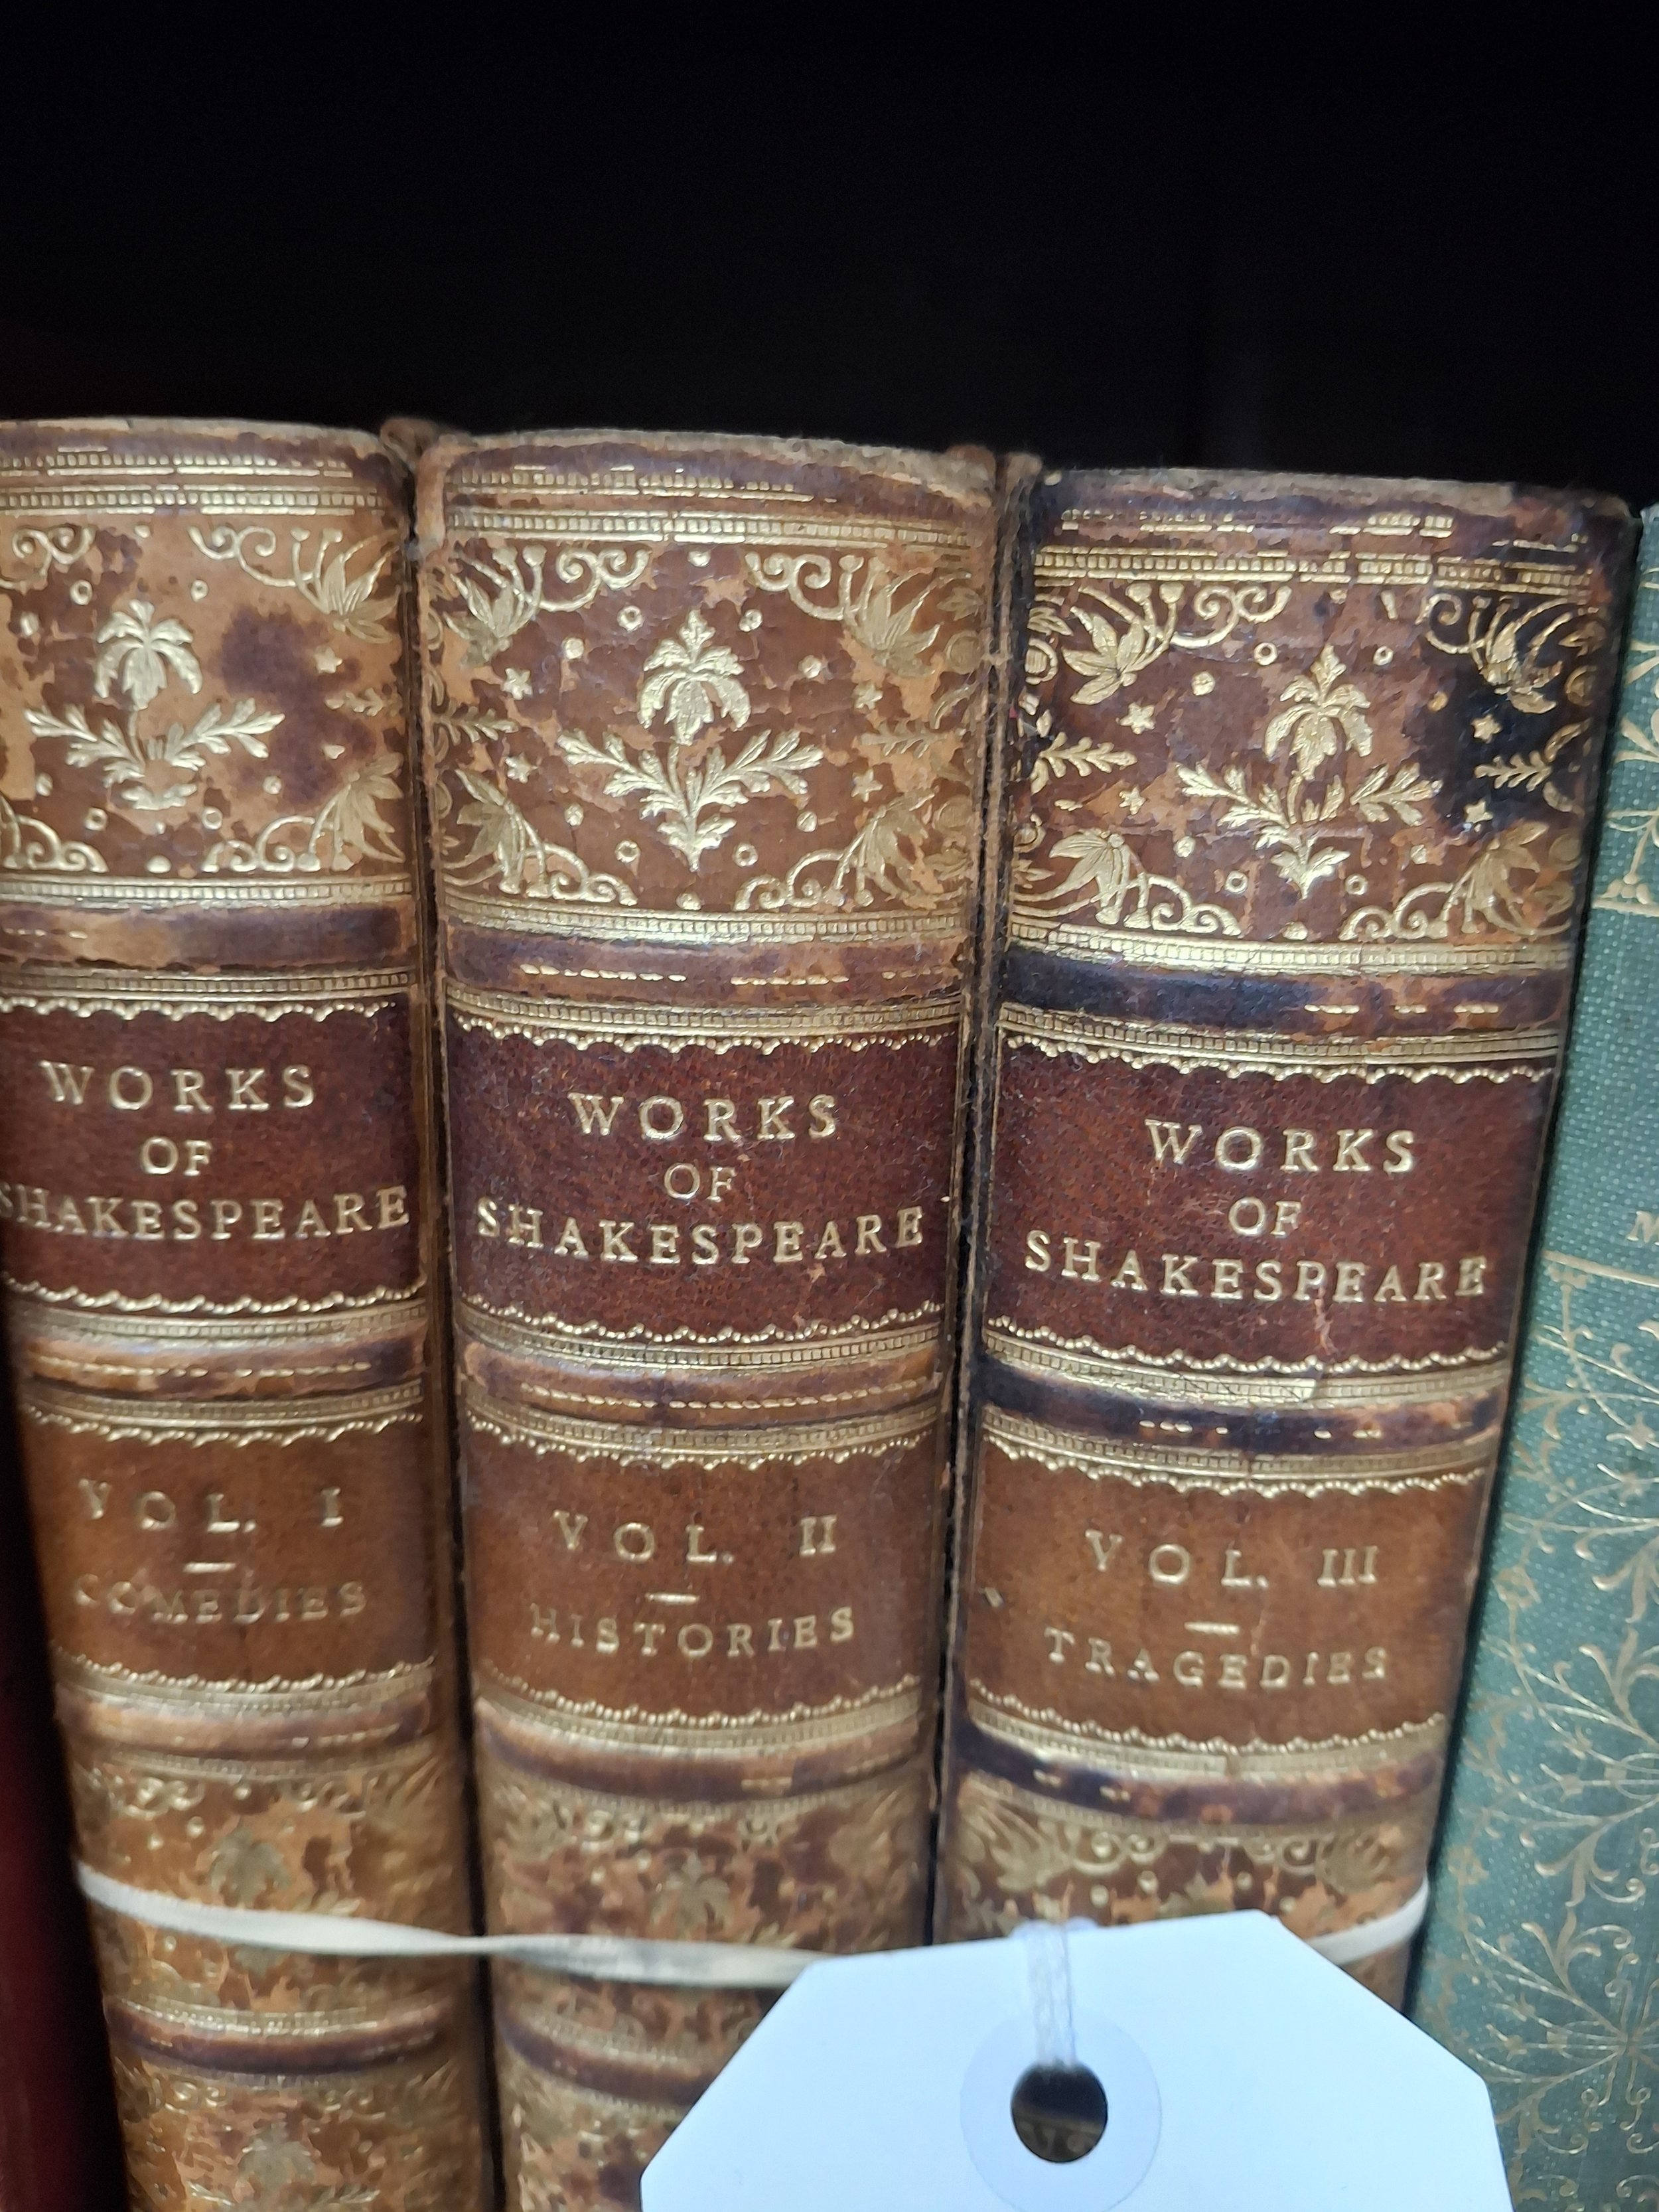 WORKS
OF
SHAKESPEARE
VOL. I
COMEDIES
WORKS
OF
SHAKESPEARE
VOL. II
HISTORIES
WORKS
OF
SHAKESPEARE
VOL. III
TRAGEDIES